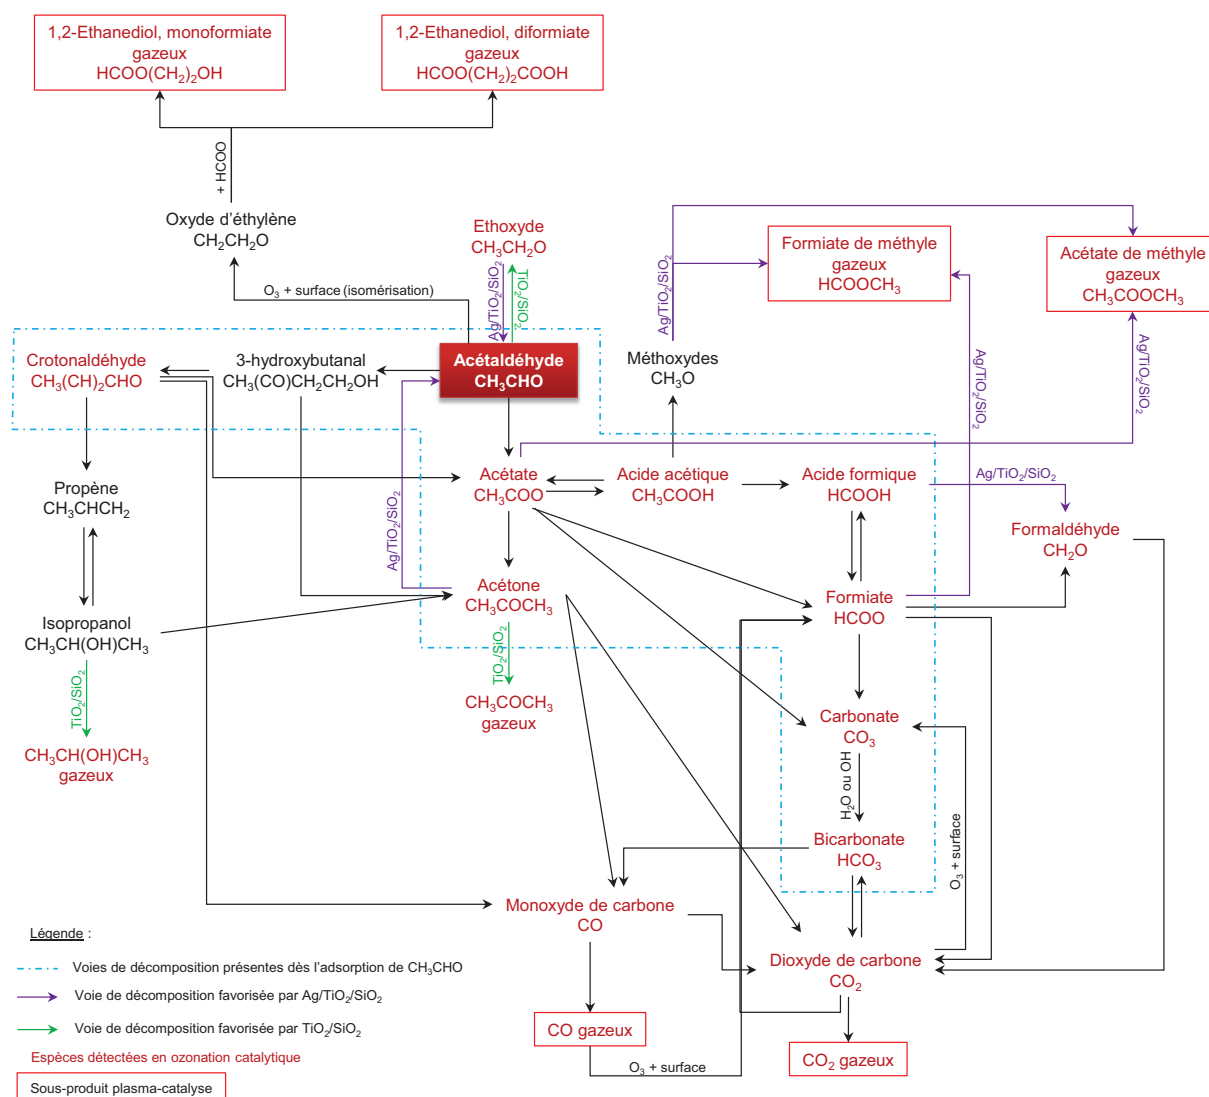 1,2-Ethanediol, monoformiate
gazeux
HCOO(CH₂)₂OH
1,2-Ethanediol, diformiate
gazeux
HCOO(CH₂)₂COOH
+ HCOO
Oxyde d'éthylène
CH₂CH₂O
O₃ + surface (isomérisation)
Ethoxyde
CH₃CH₂O
Ag/TiO₂/SiO₂
TiO₂/SiO₂
Ag/TiO₂/SiO₂
Formiate de méthyle
gazeux
HCOOCH₃
Acétate de méthyle
gazeux
CH₃COOCH₃
Crotonaldéhyde
CH₃(CH)₂CHO
3-hydroxybutanal
CH₃(CO)CH₂CH₂OH
Acétaldéhyde
CH₃CHO
Méthoxydes
CH₃O
Ag/TiO₂/SiO₂
Ag/TiO₂/SiO₂
Propène
CH₃CHCH₂
Ag/TiO₂/SiO₂
Acétate
CH₃COO
Acide acétique
CH₃COOH
Acide formique
HCOOH
Ag/TiO₂/SiO₂
Formaldéhyde
CH₂O
Isopropanol
CH₃CH(OH)CH₃
Acétone
CH₃COCH₃
Formiate
HCOO
TiO₂/SiO₂
TiO₂/SiO₂
CH₃CH(OH)CH₃
gazeux
CH₃COCH₃
gazeux
Carbonate
CO₃
H₂O ou OH
Bicarbonate
HCO₃
O₃ + surface
Monoxyde de carbone
CO
Dioxyde de carbone
CO₂
CO gazeux
CO₂ gazeux
O₃ + surface
Légende :
Voies de décomposition présentes dès l'adsorption de CH₃CHO
Voie de décomposition favorisée par Ag/TiO₂/SiO₂
Voie de décomposition favorisée par TiO₂/SiO₂
Espèces détectées en ozonation catalytique
Sous-produit plasma-catalyse